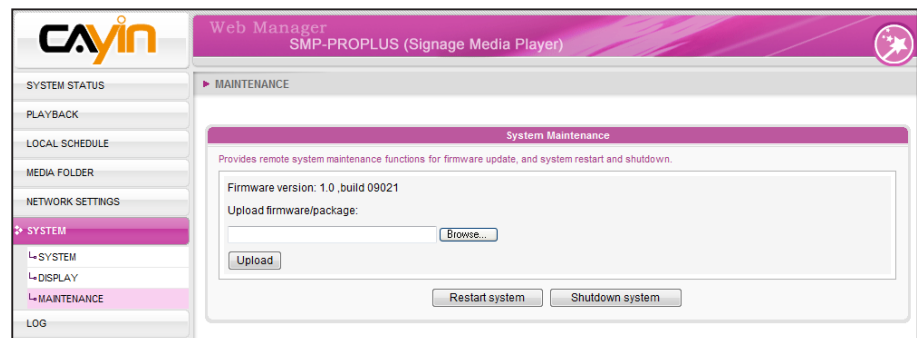 CAYin
Web Manager
SMP-PROPLUS (Signage Media Player)
SYSTEM STATUS
PLAYBACK
LOCAL SCHEDULE
MEDIA FOLDER
NETWORK SETTINGS
SYSTEM
SYSTEM
DISPLAY
MAINTENANCE
LOG
MAINTENANCE
System Maintenance
Provides remote system maintenance functions for firmware update, and system restart and shutdown.
Firmware version: 1.0 ,build 09021
Upload firmware/package:
Browse...
Upload
Restart system Shutdown system